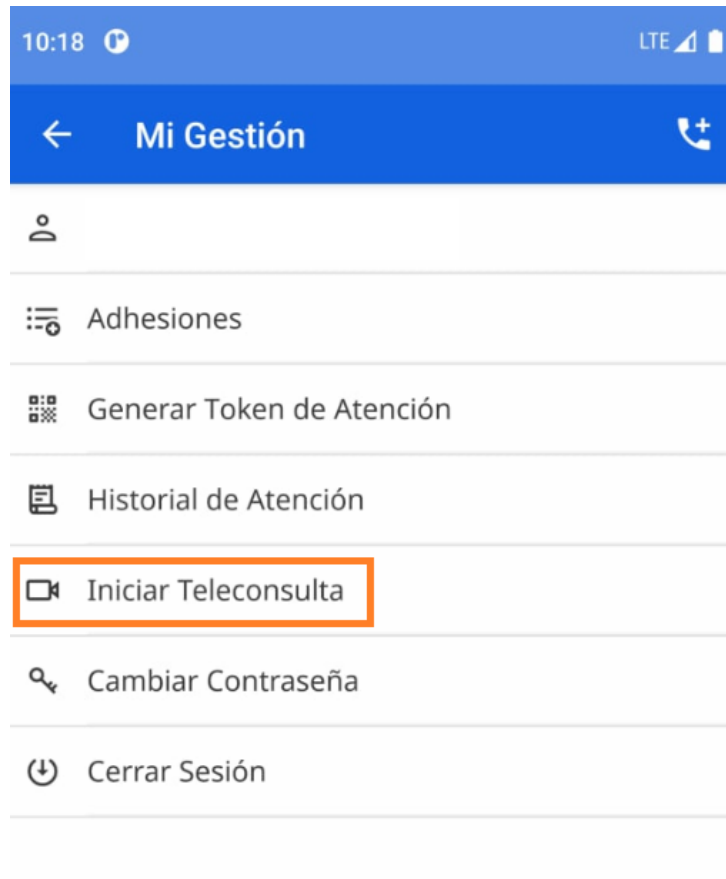 10:18 LTE
Mi Gestión
Adhesiones
Generar Token de Atención
Historial de Atención
Iniciar Teleconsulta
Cambiar Contraseña
Cerrar Sesión